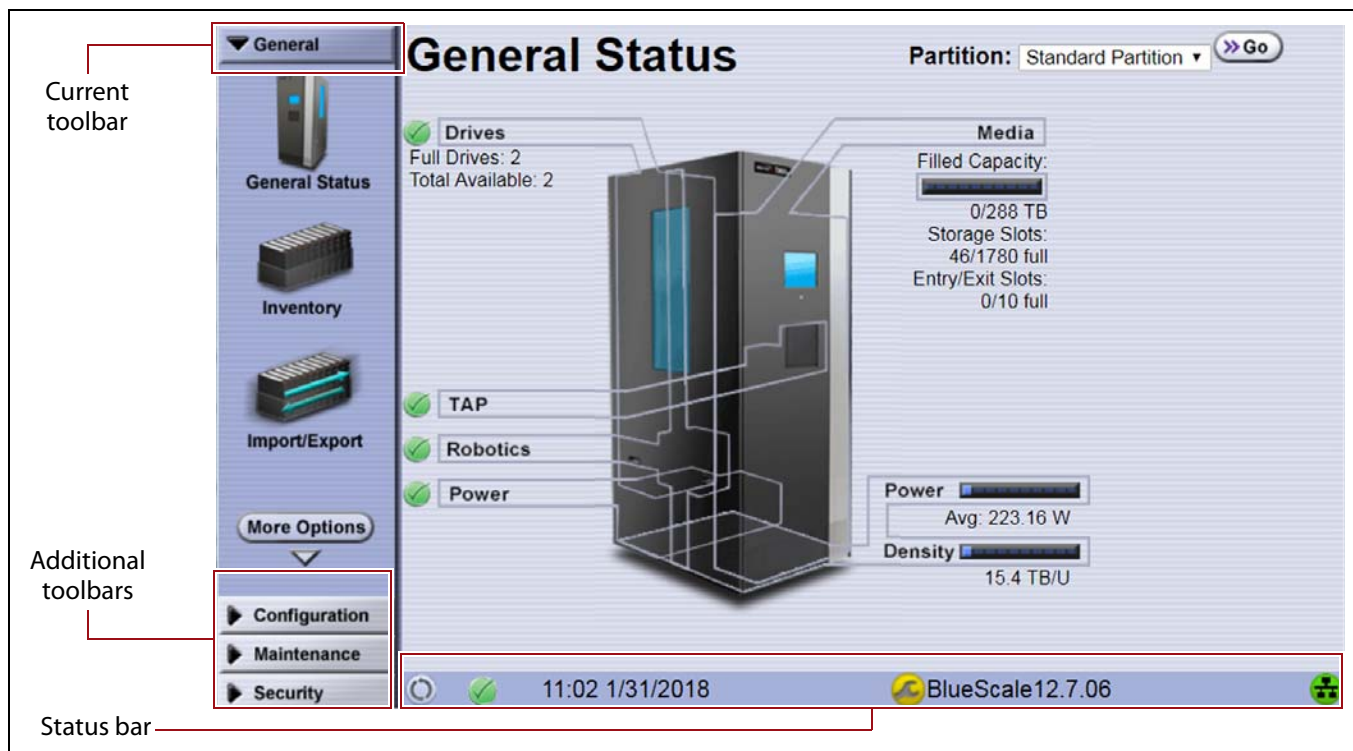 Current
toolbar
General
General Status
Inventory
Import/Export
More Options
Additional
toolbars
Configuration
Maintenance
Security
Status bar
General Status
Partition: Standard Partition Go
Drives
Full Drives: 2
Total Available: 2
Media
Filled Capacity:
0/288 TB
Storage Slots:
46/1780 full
Entry/Exit Slots:
0/10 full
TAP
Robotics
Power
Power
Avg: 223.16 W
Density
15.4 TB/U
11:02 1/31/2018
BlueScale12.7.06